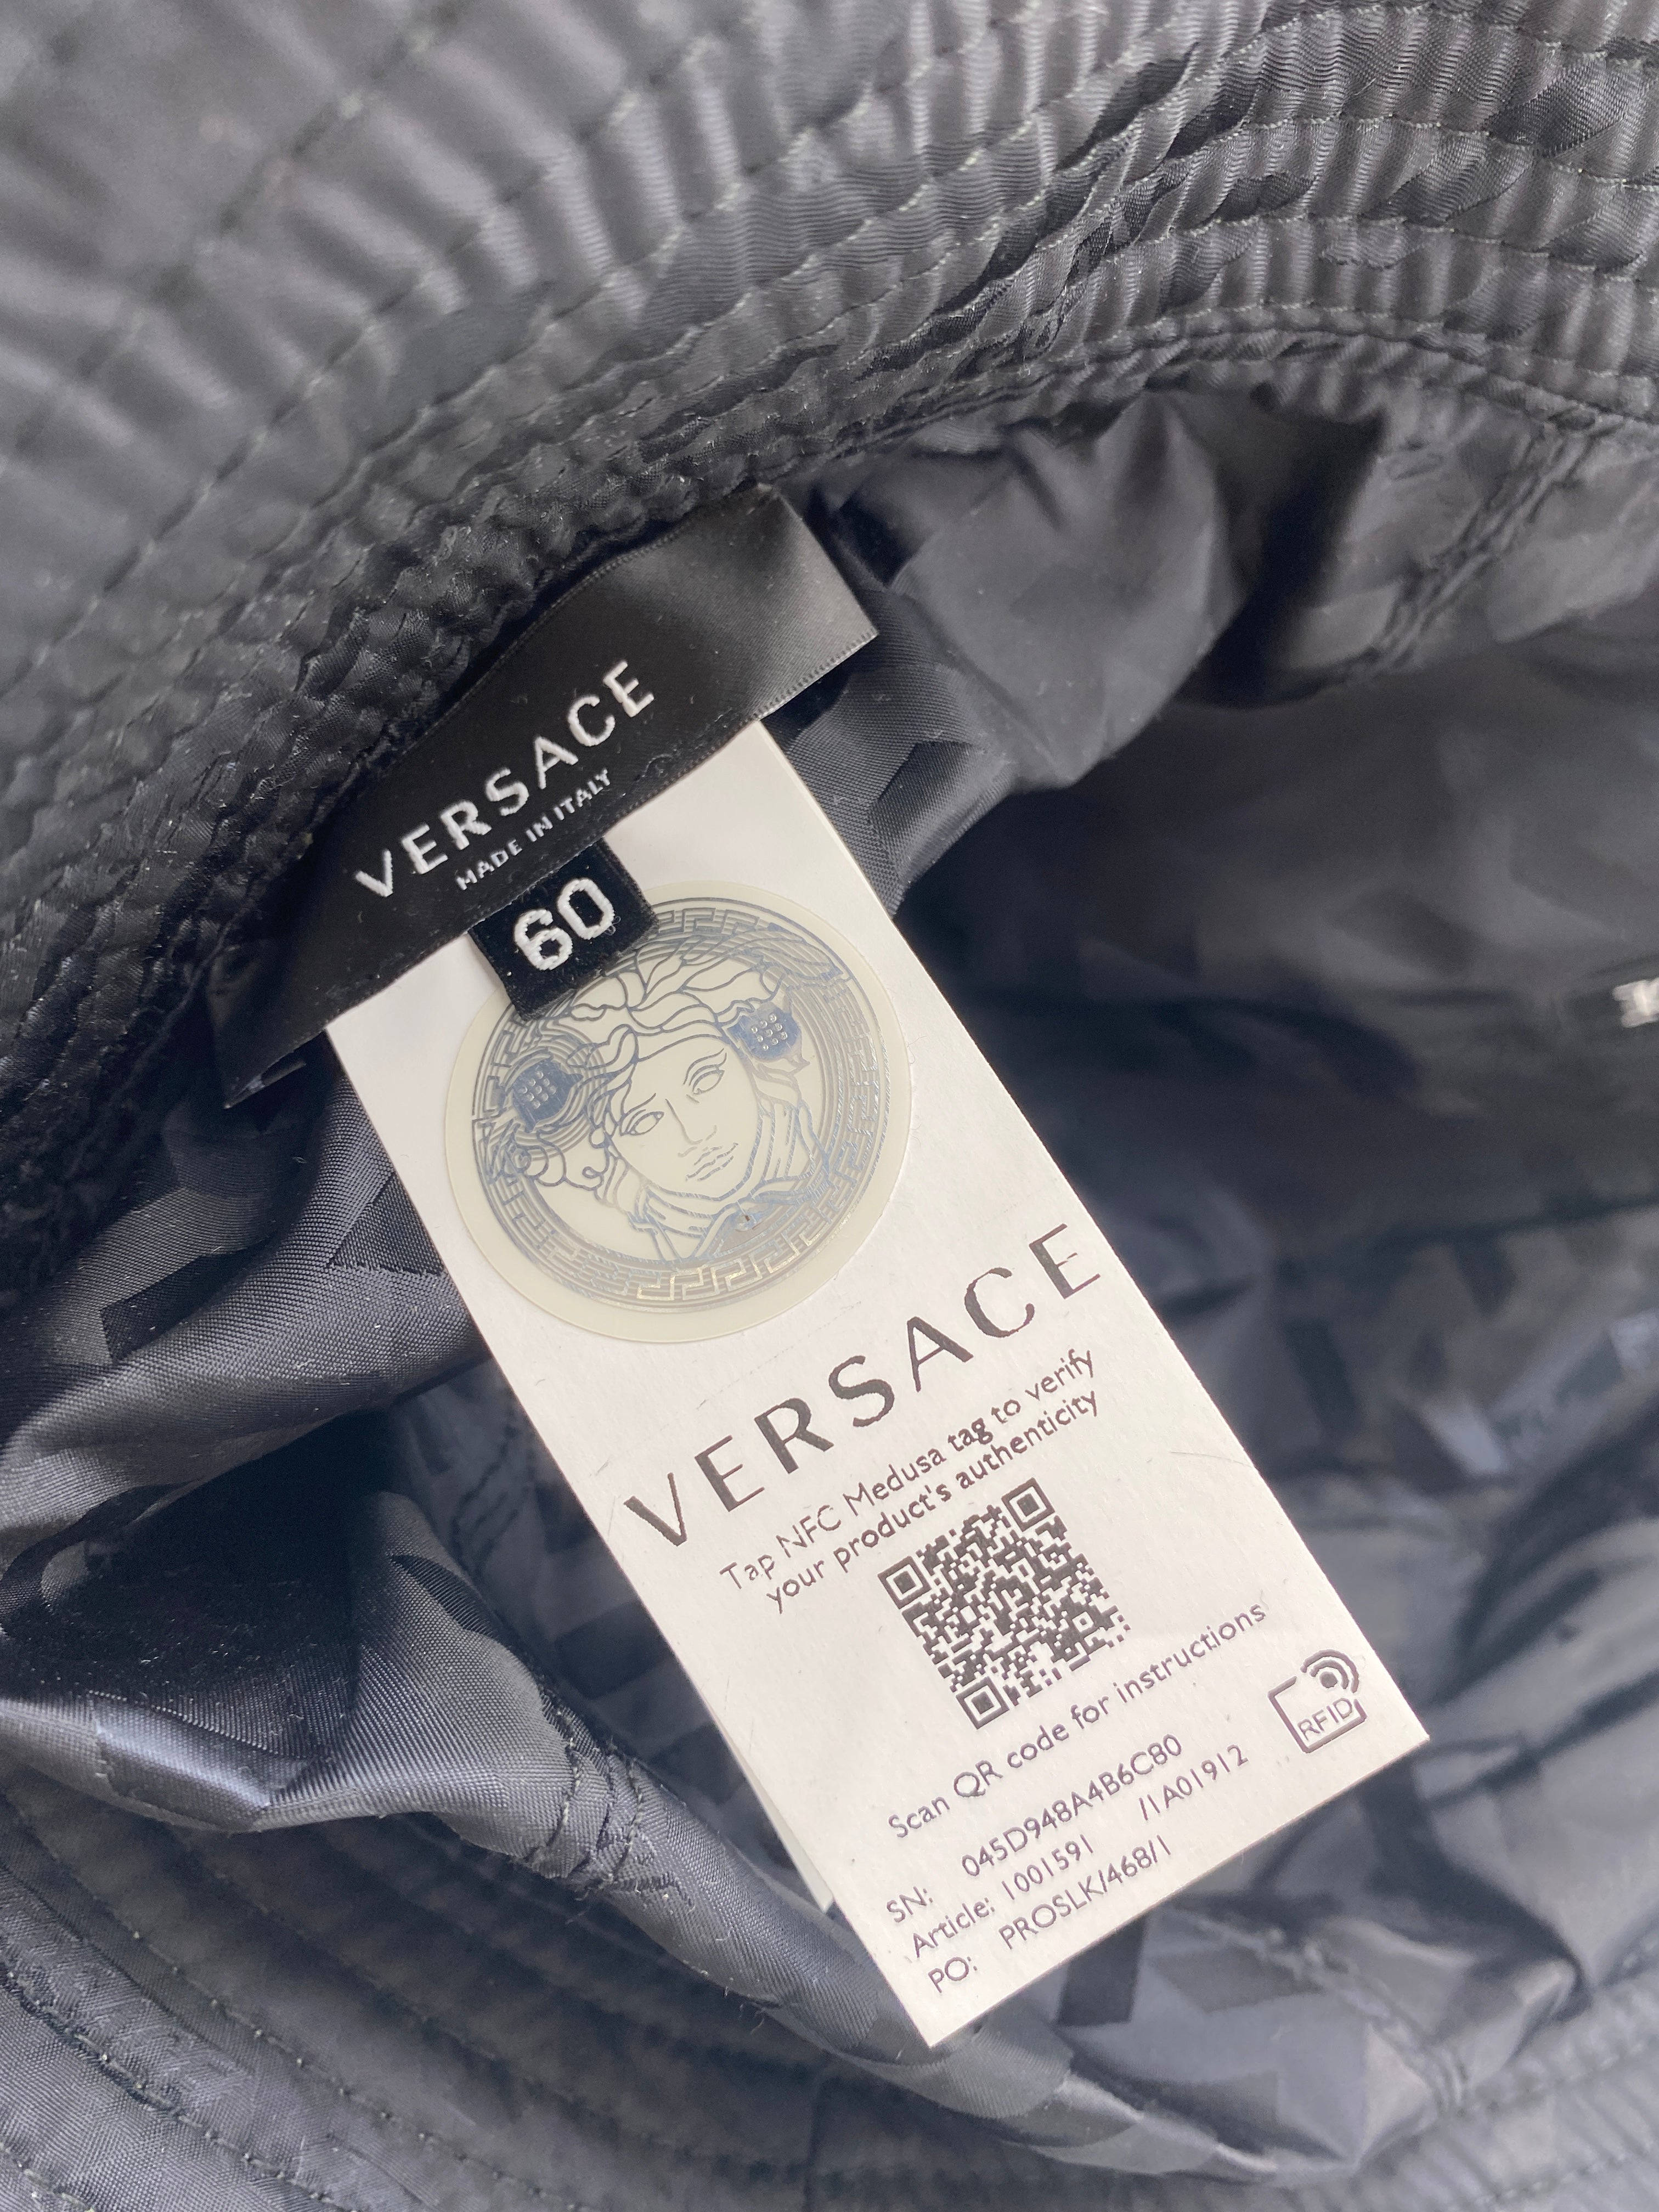 VERSACE
MADE IN ITALY
60
VERSACE
Tap NFC Medusa tag to verify
your product's authenticity
Scan QR code for instructions
RFID
SN: 045D948A4B6C80
Article: 1001591 /1A01912
PO: PROSLK/468/1